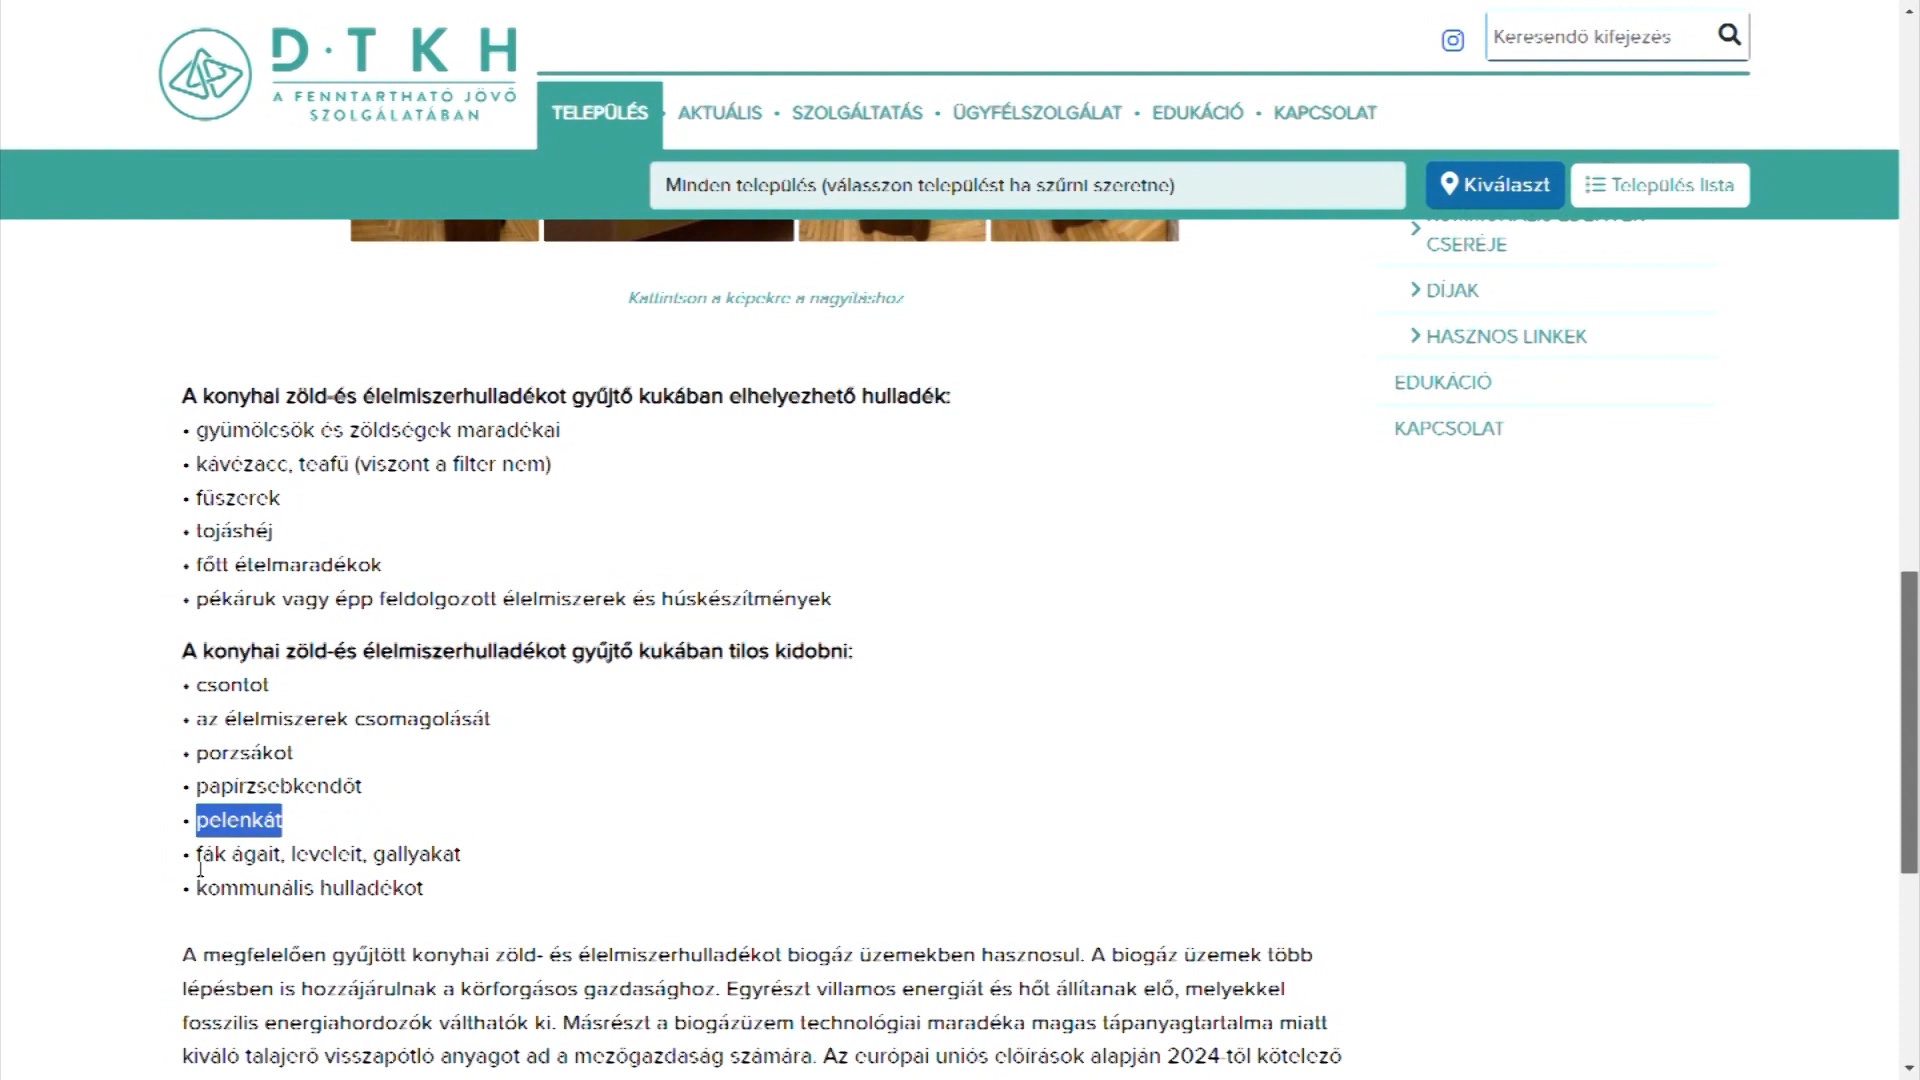 D·TKH
A FENNTARTHATÓ JÖVŐ
SZOLGÁLATÁBAN
Keresendő kifejezés
TELEPÜLÉS • AKTUÁLIS • SZOLGÁLTATÁS • ÜGYFÉLSZOLGÁLAT • EDUKÁCIÓ • KAPCSOLAT
Minden település (válasszon települést ha szűrni szeretne)
Kiválaszt
Település lista
CSERÉJE
DÍJAK
HASZNOS LINKEK
EDUKÁCIÓ
KAPCSOLAT
Kattintson a képekre a nagyításhoz
A konyhai zöld-és élelmiszerhulladékot gyűjtő kukában elhelyezhető hulladék:
• gyümölcsök és zöldségek maradékai
• kávézacc, teafű (viszont a filter nem)
• fűszerek
• tojáshéj
• főtt ételmaradékok
• pékáruk vagy épp feldolgozott élelmiszerek és húskészítmények
A konyhai zöld-és élelmiszerhulladékot gyűjtő kukában tilos kidobni:
• csontot
• az élelmiszerek csomagolását
• porzsákot
• papírzsebkendőt
• pelenkát
• fák ágait, leveleit, gallyakat
• kommunális hulladékot
A megfelelően gyűjtött konyhai zöld- és élelmiszerhulladékot biogáz üzemekben hasznosul. A biogáz üzemek több
lépésben is hozzájárulnak a körforgásos gazdasághoz. Egyrészt villamos energiát és hőt állítanak elő, melyekkel
fosszilis energiahordozók válthatók ki. Másrészt a biogázüzem technológiai maradéka magas tápanyagtartalma miatt
kiváló talajerő visszapótló anyagot ad a mezőgazdaság számára. Az európai uniós előírások alapján 2024-től kötelező